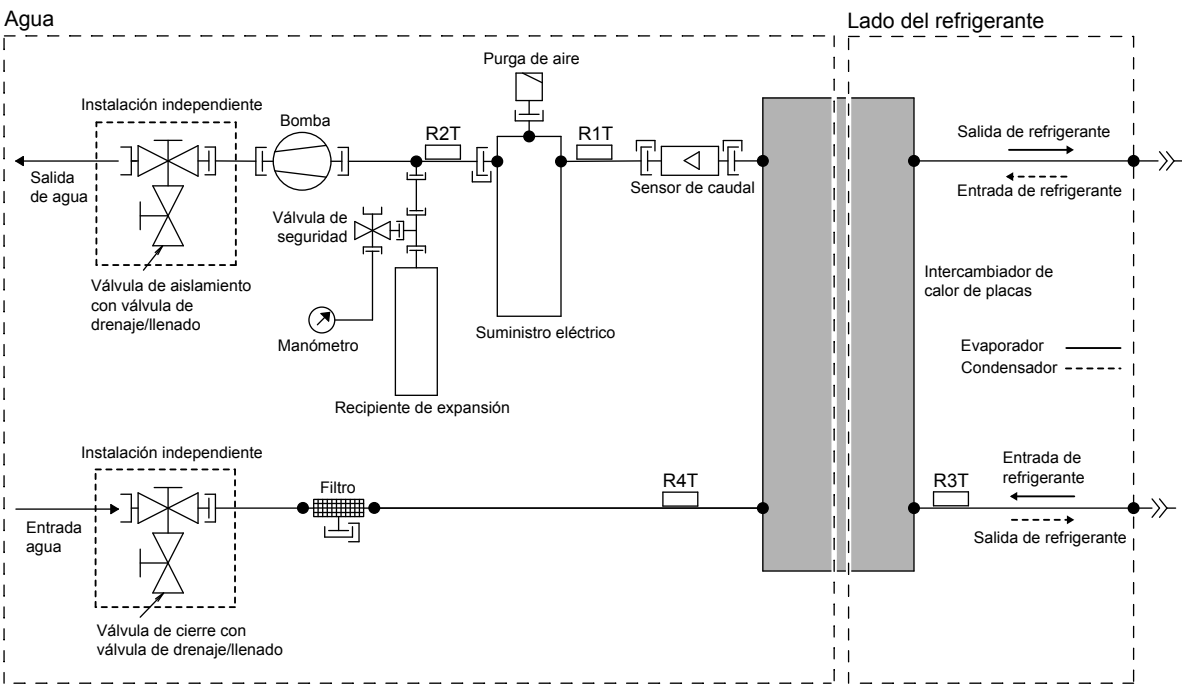 Agua
Lado del refrigerante
Purga de aire
Instalación independiente
Bomba
R2T
R1T
Salida de refrigerante
Salida
de agua
Sensor de caudal
Entrada de refrigerante
Válvula de
seguridad
Válvula de aislamiento
con válvula de
drenaje/llenado
Intercambiador de
calor de placas
Manómetro
Suministro eléctrico
Evaporador
Condensador
Recipiente de expansión
Instalación independiente
Filtro
R4T
R3T
Entrada de
refrigerante
Entrada
agua
Salida de refrigerante
Válvula de cierre con
válvula de drenaje/llenado